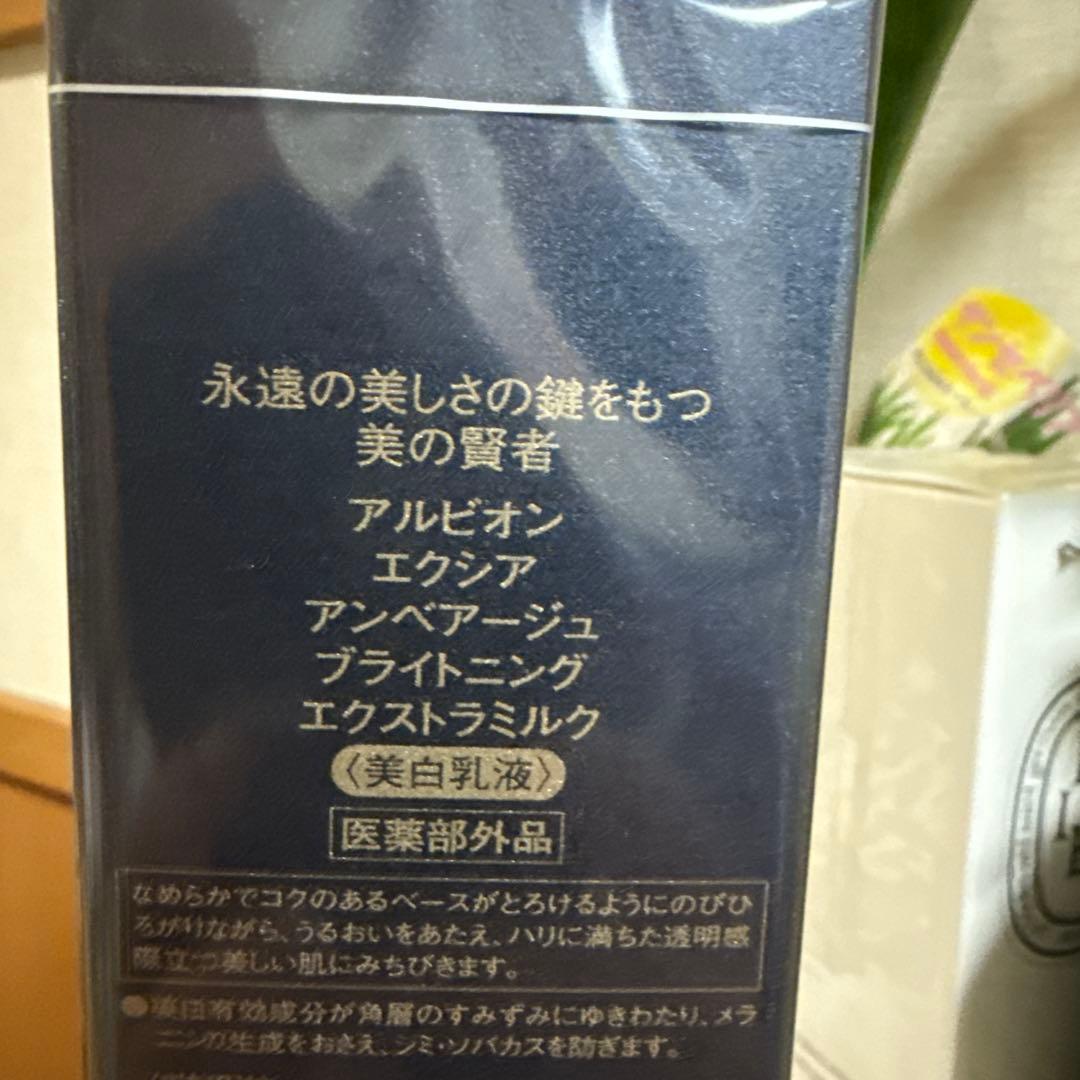 永遠の美しさの鍵をもつ
美の賢者
アルビオン
エクシア
アンベアージュ
ブライトニング
エクストラミルク
〈美白乳液〉
医薬部外品
なめらかでコクのあるベースがとろけるようにのびひ
ろがりながら、うるおいをあたえ、ハリに満ちた透明感
際立つ美しい肌にみちびきます。
●美白有効成分が角層のすみずみにゆきわたり、メラ
ニンの生成をおさえ、シミ・ソバカスを防ぎます。